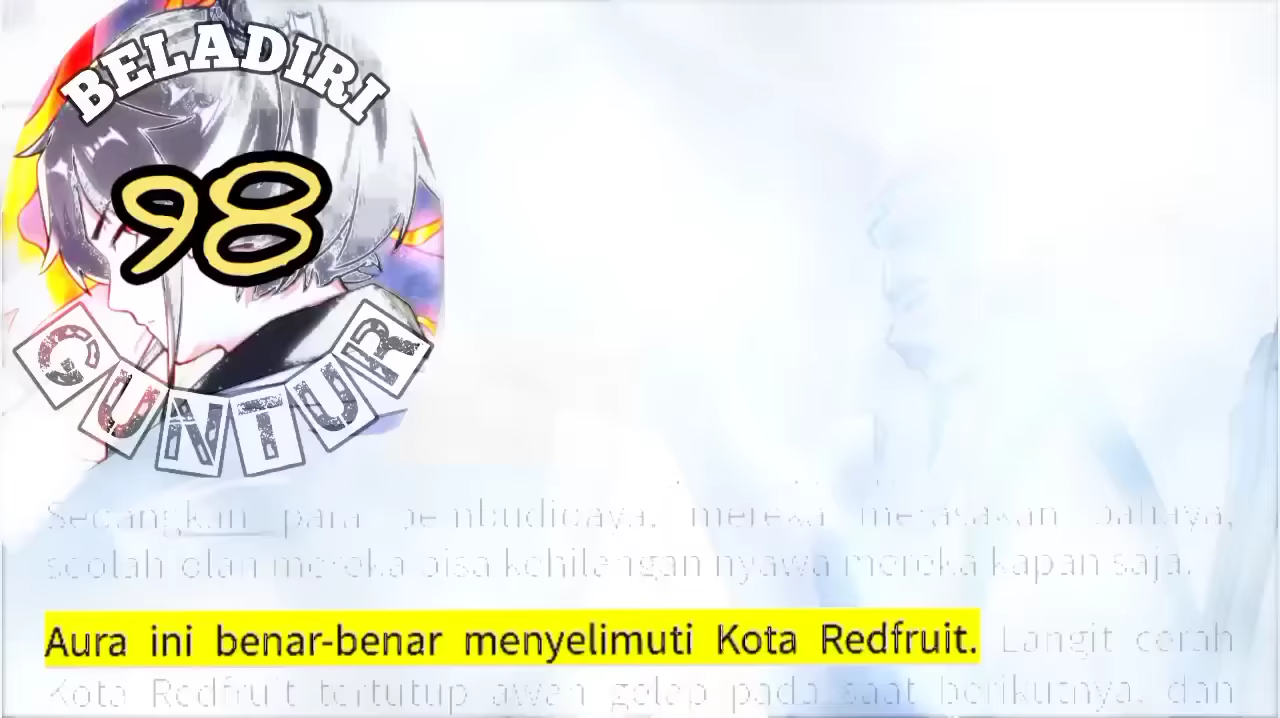 BELADIRI
98
GUNTUR
Sedangkan para pembudidaya, mereka merasakan bahaya,
seolah olah mereka bisa kehilangan nyawa mereka kapan saja.
Aura ini benar-benar menyelimuti Kota Redfruit. Langit cerah
Kota Redfruit tertutup awan gelap pada saat berikutnya, dan